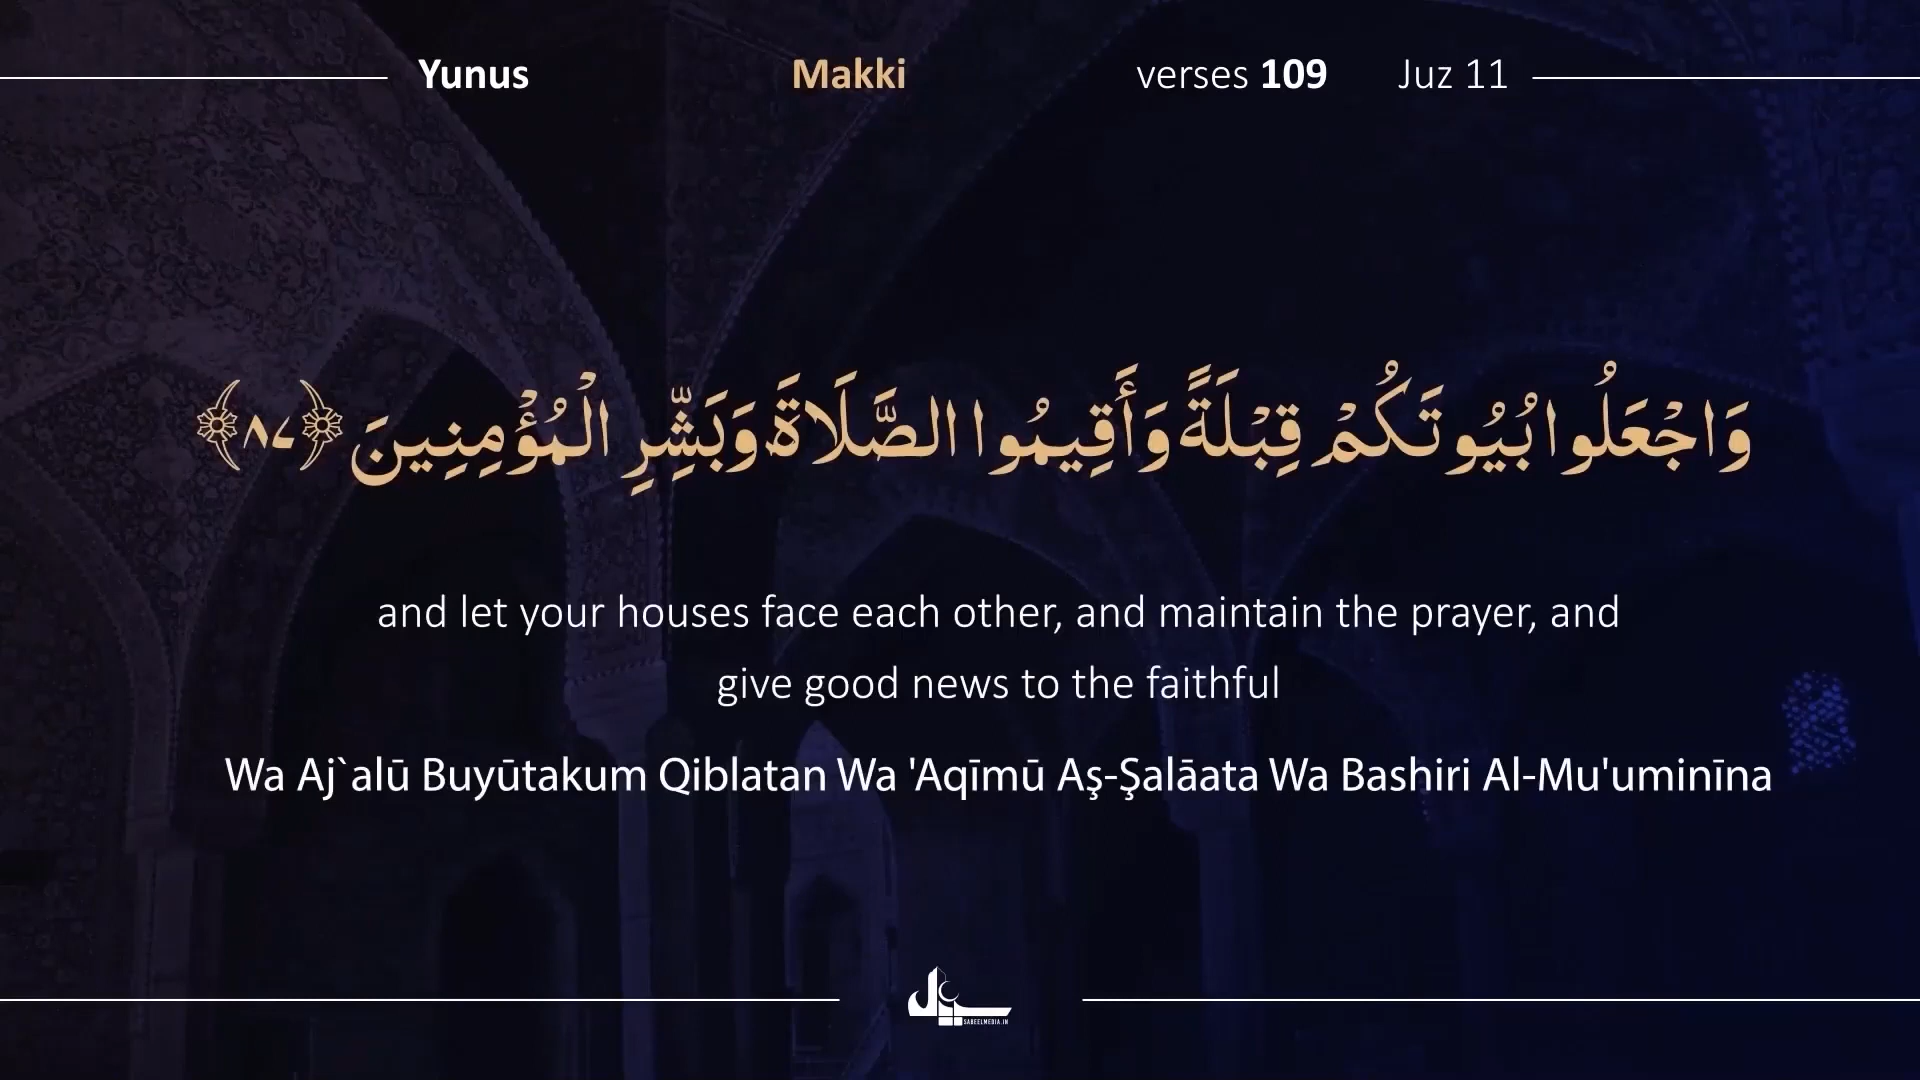 Yunus Makki verses 109 Juz 11
وَاجْعَلُوا بُيُوتَكُمْ قِبْلَةً وَأَقِيمُوا الصَّلَاةَ وَبَشِّرِ الْمُؤْمِنِينَ ﴿٨٧﴾
and let your houses face each other, and maintain the prayer, and
give good news to the faithful
Wa Aj`alū Buyūtakum Qiblatan Wa 'Aqīmū Aş-Şalāata Wa Bashiri Al-Mu'uminīna
SABEELMEDIA.IN